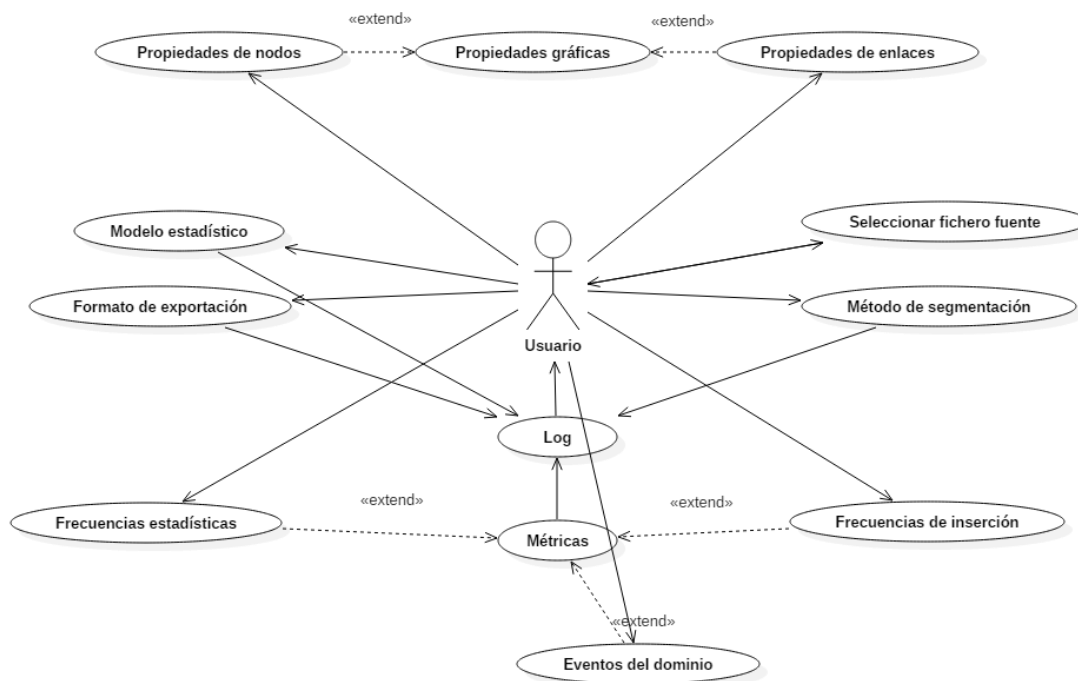 «extend»
«extend»
Propiedades de nodos
Propiedades gráficas
Propiedades de enlaces
Modelo estadístico
Seleccionar fichero fuente
Formato de exportación
Método de segmentación
Usuario
Log
«extend»
«extend»
Frecuencias estadísticas
Frecuencias de inserción
Métricas
«extend»
Eventos del dominio